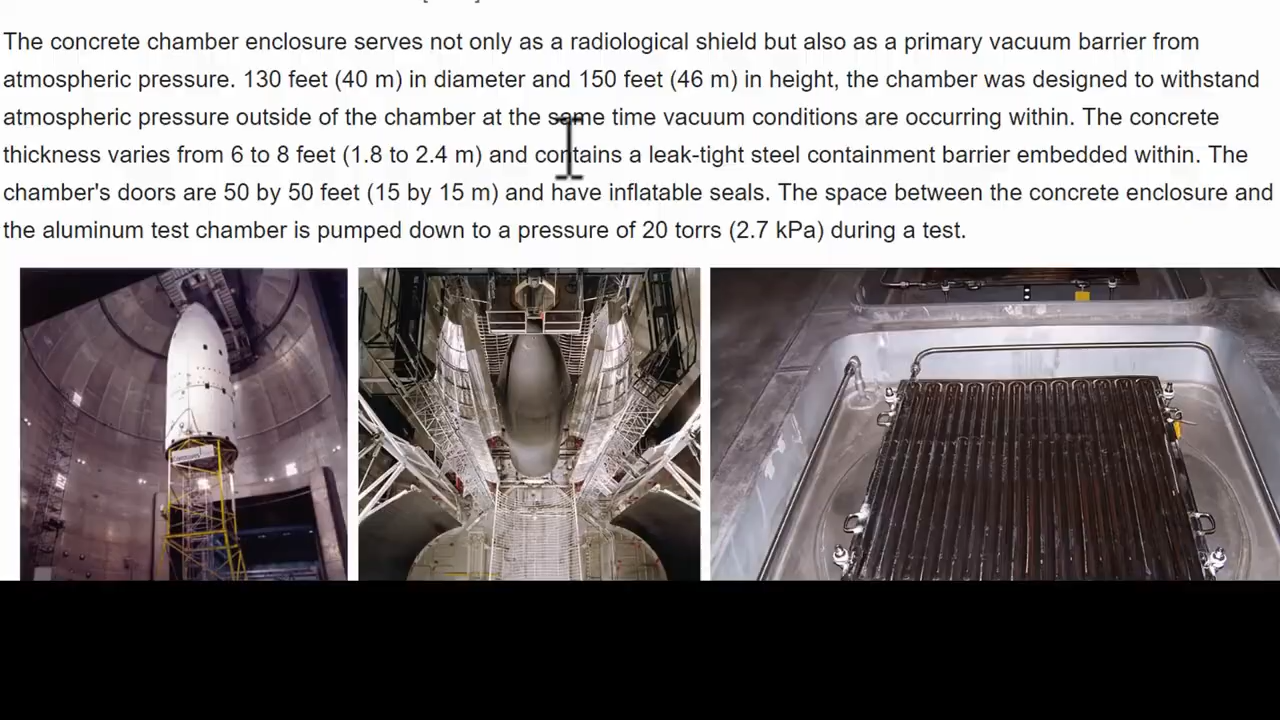 The concrete chamber enclosure serves not only as a radiological shield but also as a primary vacuum barrier from
atmospheric pressure. 130 feet (40 m) in diameter and 150 feet (46 m) in height, the chamber was designed to withstand
atmospheric pressure outside of the chamber at the same time vacuum conditions are occurring within. The concrete
thickness varies from 6 to 8 feet (1.8 to 2.4 m) and contains a leak-tight steel containment barrier embedded within. The
chamber's doors are 50 by 50 feet (15 by 15 m) and have inflatable seals. The space between the concrete enclosure and
the aluminum test chamber is pumped down to a pressure of 20 torrs (2.7 kPa) during a test.